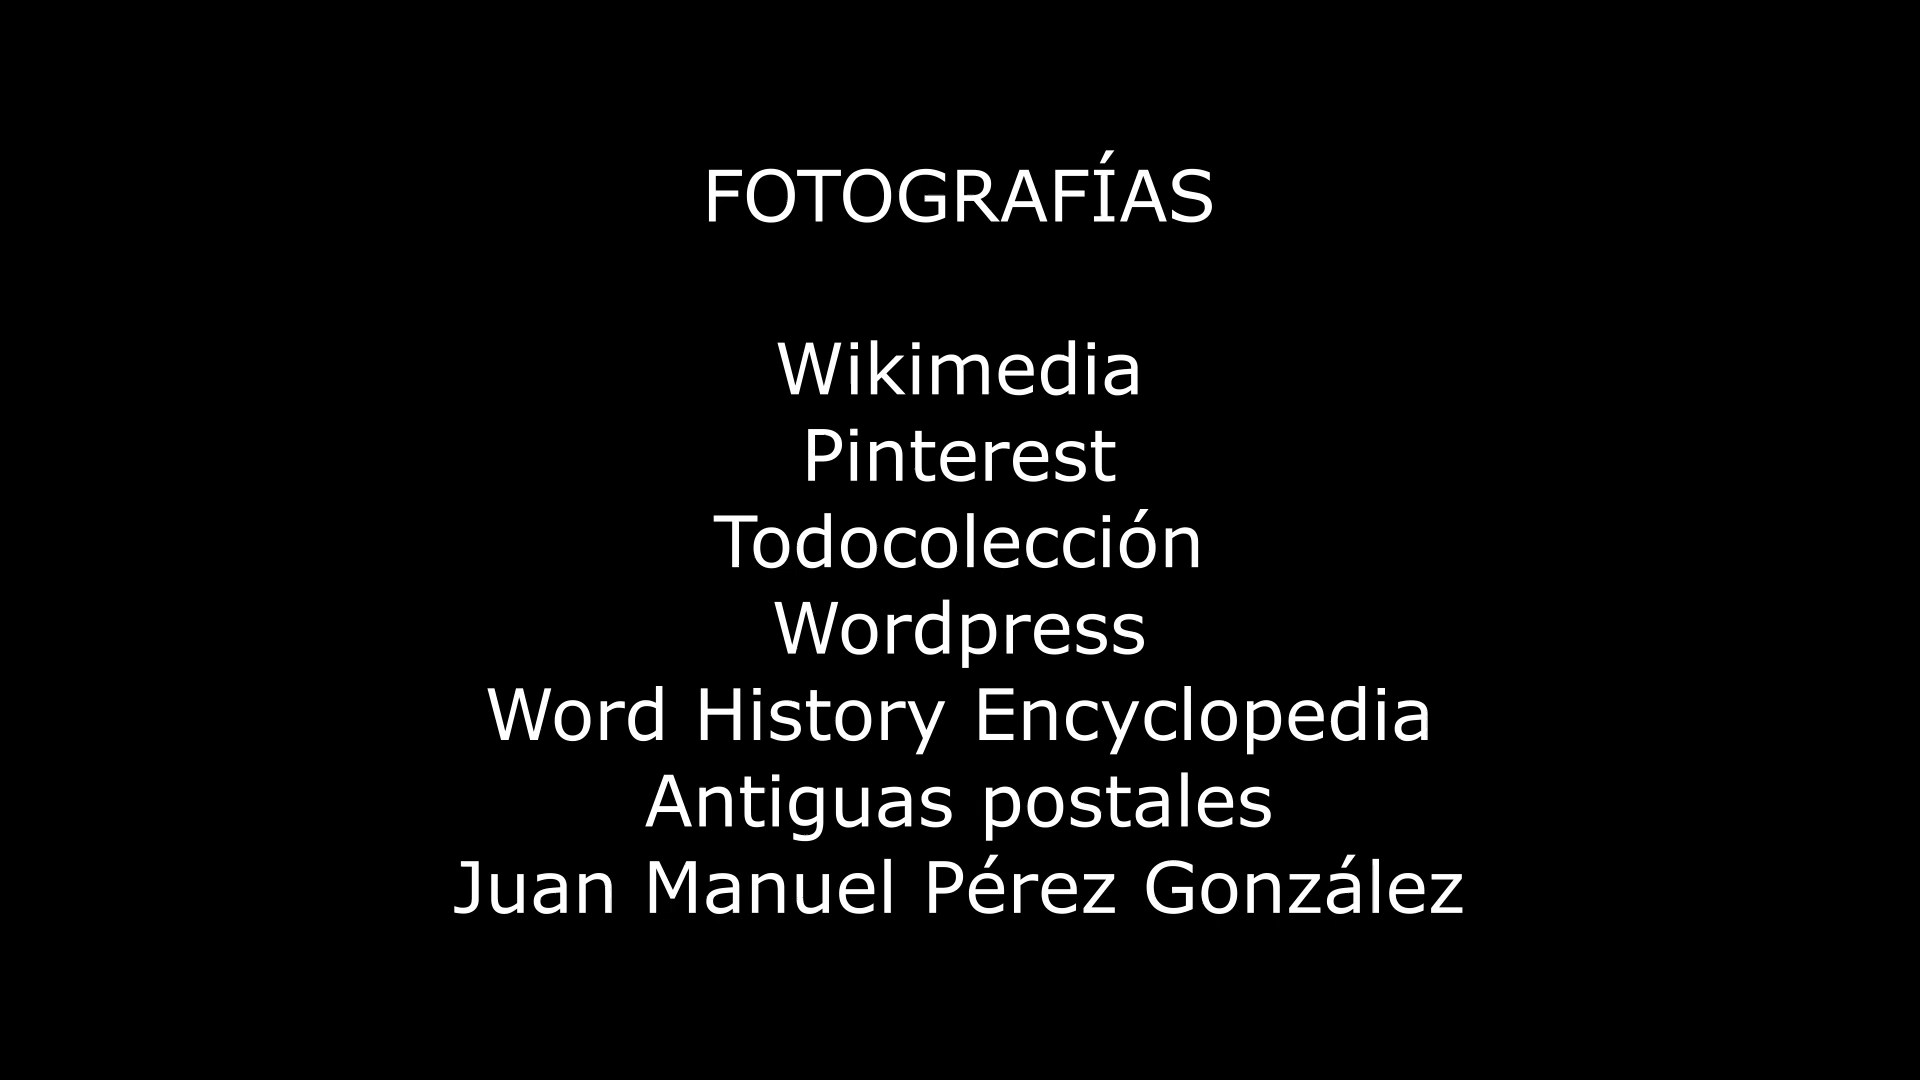 FOTOGRAFÍAS
Wikimedia
Pinterest
Todocolección
Wordpress
Word History Encyclopedia
Antiguas postales
Juan Manuel Pérez González